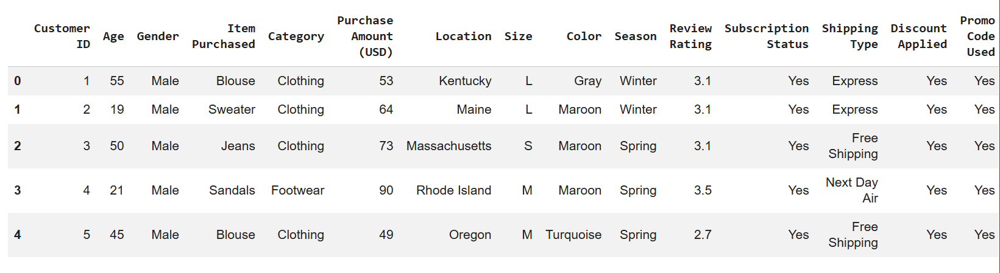 Customer ID Age Gender Item Purchased Category Purchase Amount (USD) Location Size Color Season Review Rating Subscription Status Shipping Type Discount Applied Promo Code Used
0 1 55 Male Blouse Clothing 53 Kentucky L Gray Winter 3.1 Yes Express Yes Yes
1 2 19 Male Sweater Clothing 64 Maine L Maroon Winter 3.1 Yes Express Yes Yes
2 3 50 Male Jeans Clothing 73 Massachusetts S Maroon Spring 3.1 Yes Free Shipping Yes Yes
3 4 21 Male Sandals Footwear 90 Rhode Island M Maroon Spring 3.5 Yes Next Day Air Yes Yes
4 5 45 Male Blouse Clothing 49 Oregon M Turquoise Spring 2.7 Yes Free Shipping Yes Yes